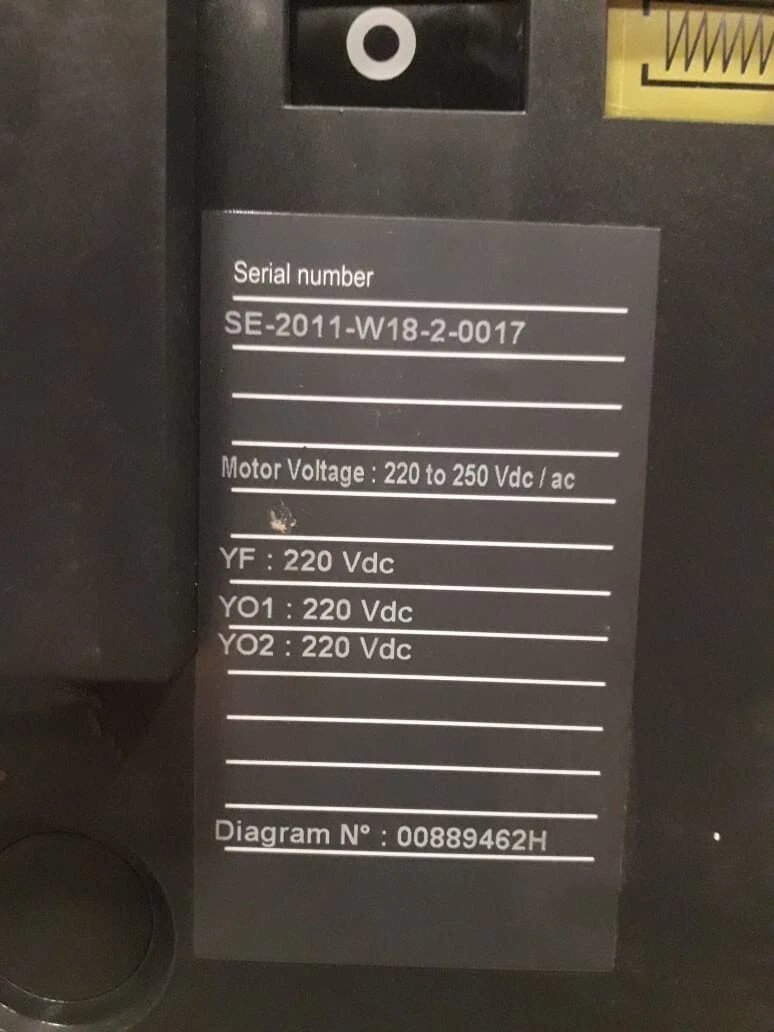 Serial number
SE-2011-W18-2-0017
Motor Voltage : 220 to 250 Vdc / ac
YF : 220 Vdc
YO1 : 220 Vdc
YO2 : 220 Vdc
Diagram N° : 00889462H